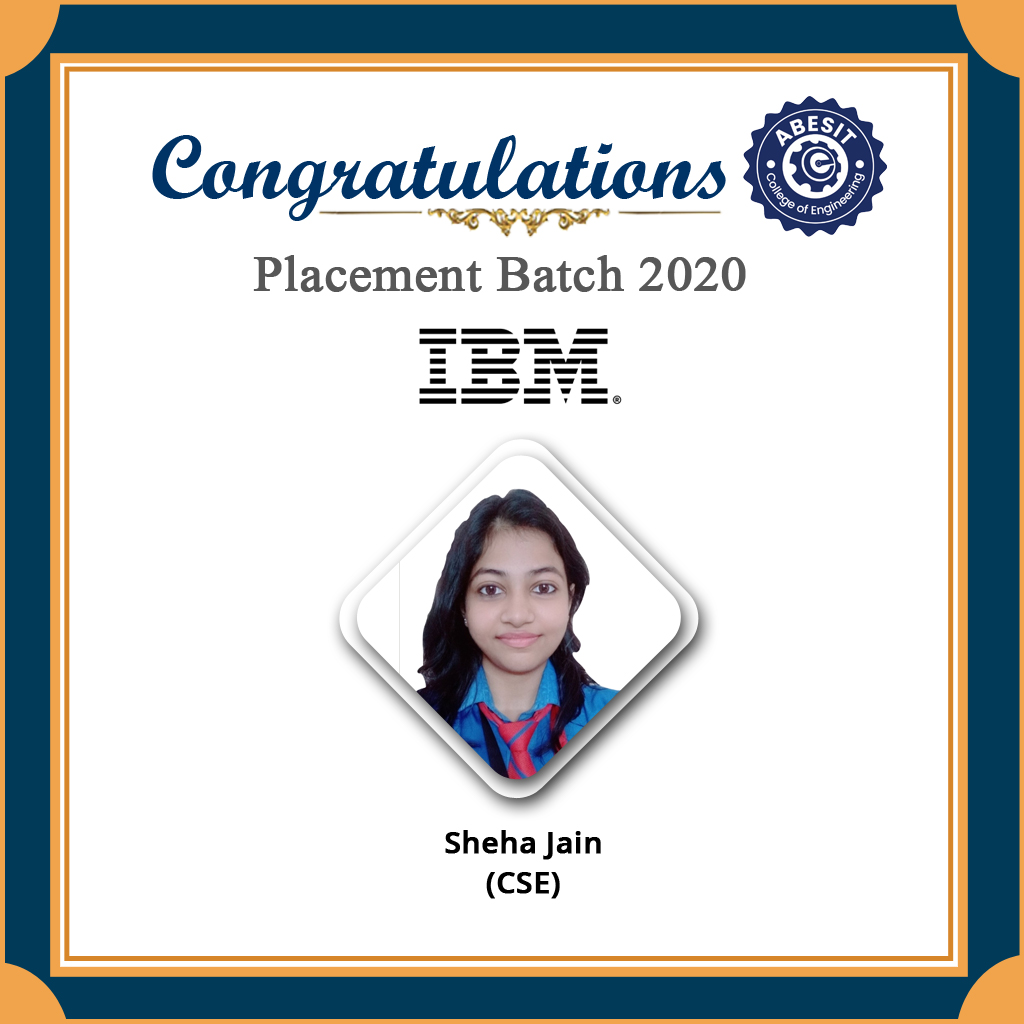 Congratulations
ABESIT
College of Engineering
Placement Batch 2020
IBM®
Sheha Jain
(CSE)